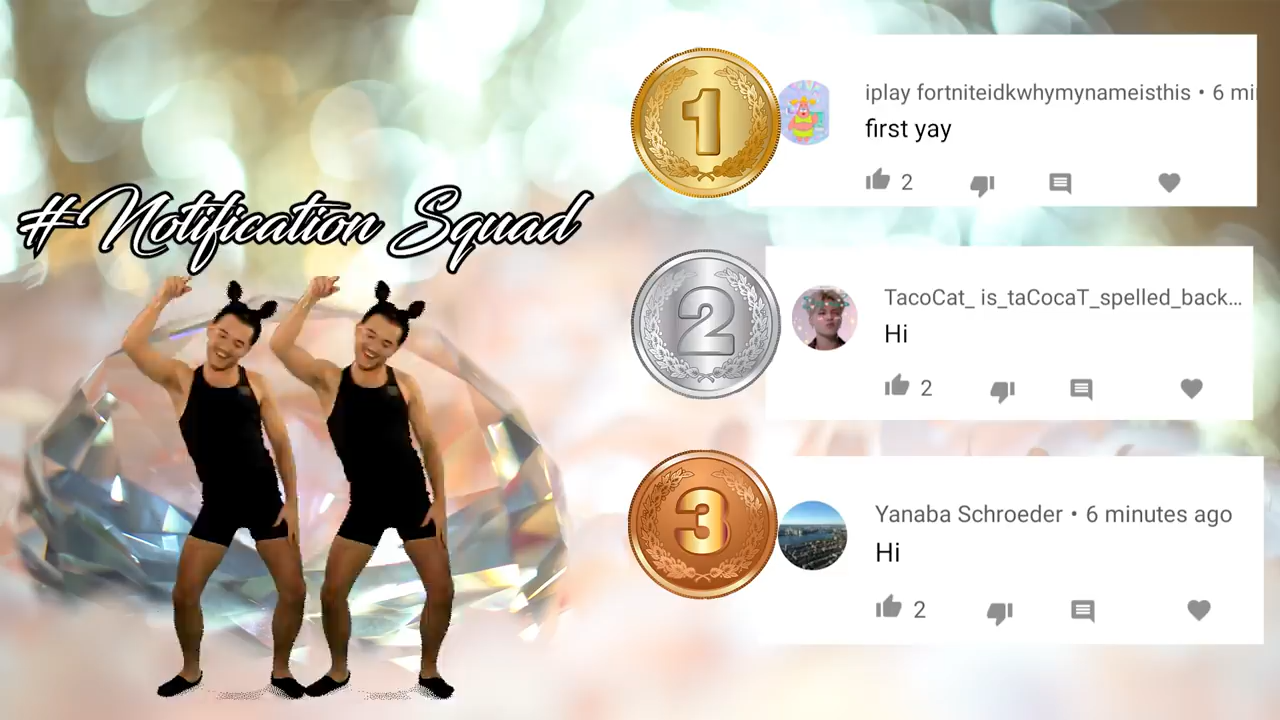 #Notification Squad
1
iplay fortniteidkwhymynameisthis • 6 mi
first yay
2
2
TacoCat_ is_taCocaT_spelled_back...
Hi
2
3
Yanaba Schroeder • 6 minutes ago
Hi
2